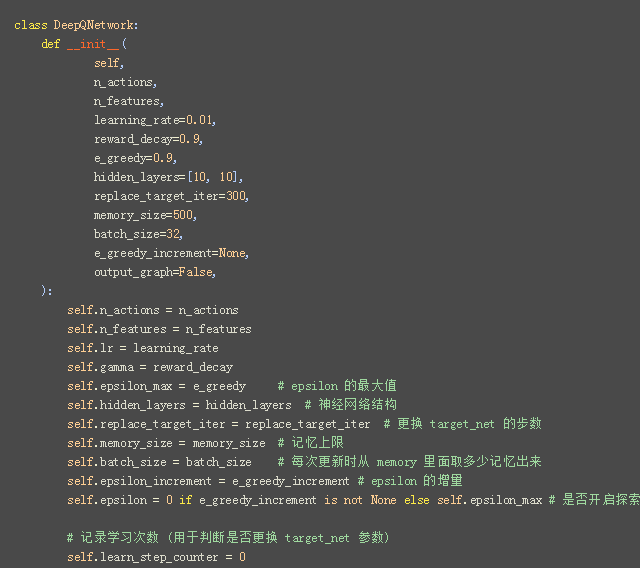 class DeepQNetwork:
def __init__(
self,
n_actions,
n_features,
learning_rate=0.01,
reward_decay=0.9,
e_greedy=0.9,
hidden_layers=[10, 10],
replace_target_iter=300,
memory_size=500,
batch_size=32,
e_greedy_increment=None,
output_graph=False,
):
self.n_actions = n_actions
self.n_features = n_features
self.lr = learning_rate
self.gamma = reward_decay
self.epsilon_max = e_greedy # epsilon 的最大值
self.hidden_layers = hidden_layers # 神经网络结构
self.replace_target_iter = replace_target_iter # 更换 target_net 的步数
self.memory_size = memory_size # 记忆上限
self.batch_size = batch_size # 每次更新时从 memory 里面取多少记忆出来
self.epsilon_increment = e_greedy_increment # epsilon 的增量
self.epsilon = 0 if e_greedy_increment is not None else self.epsilon_max # 是否开启探索
# 记录学习次数 (用于判断是否更换 target_net 参数)
self.learn_step_counter = 0